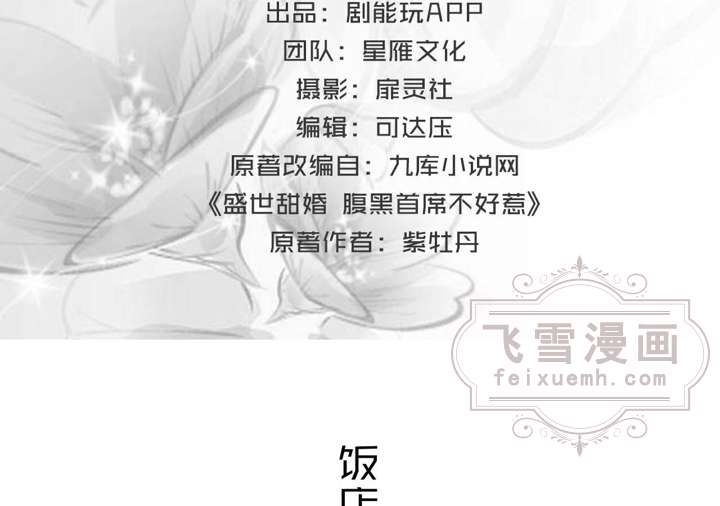 出品：剧能玩APP
团队：星雁文化
摄影：扉灵社
编辑：可达压
原著改编自：九库小说网
《盛世甜婚 腹黑首席不好惹》
原著作者：紫牡丹
飞雪漫画
feixuemh.com
饭